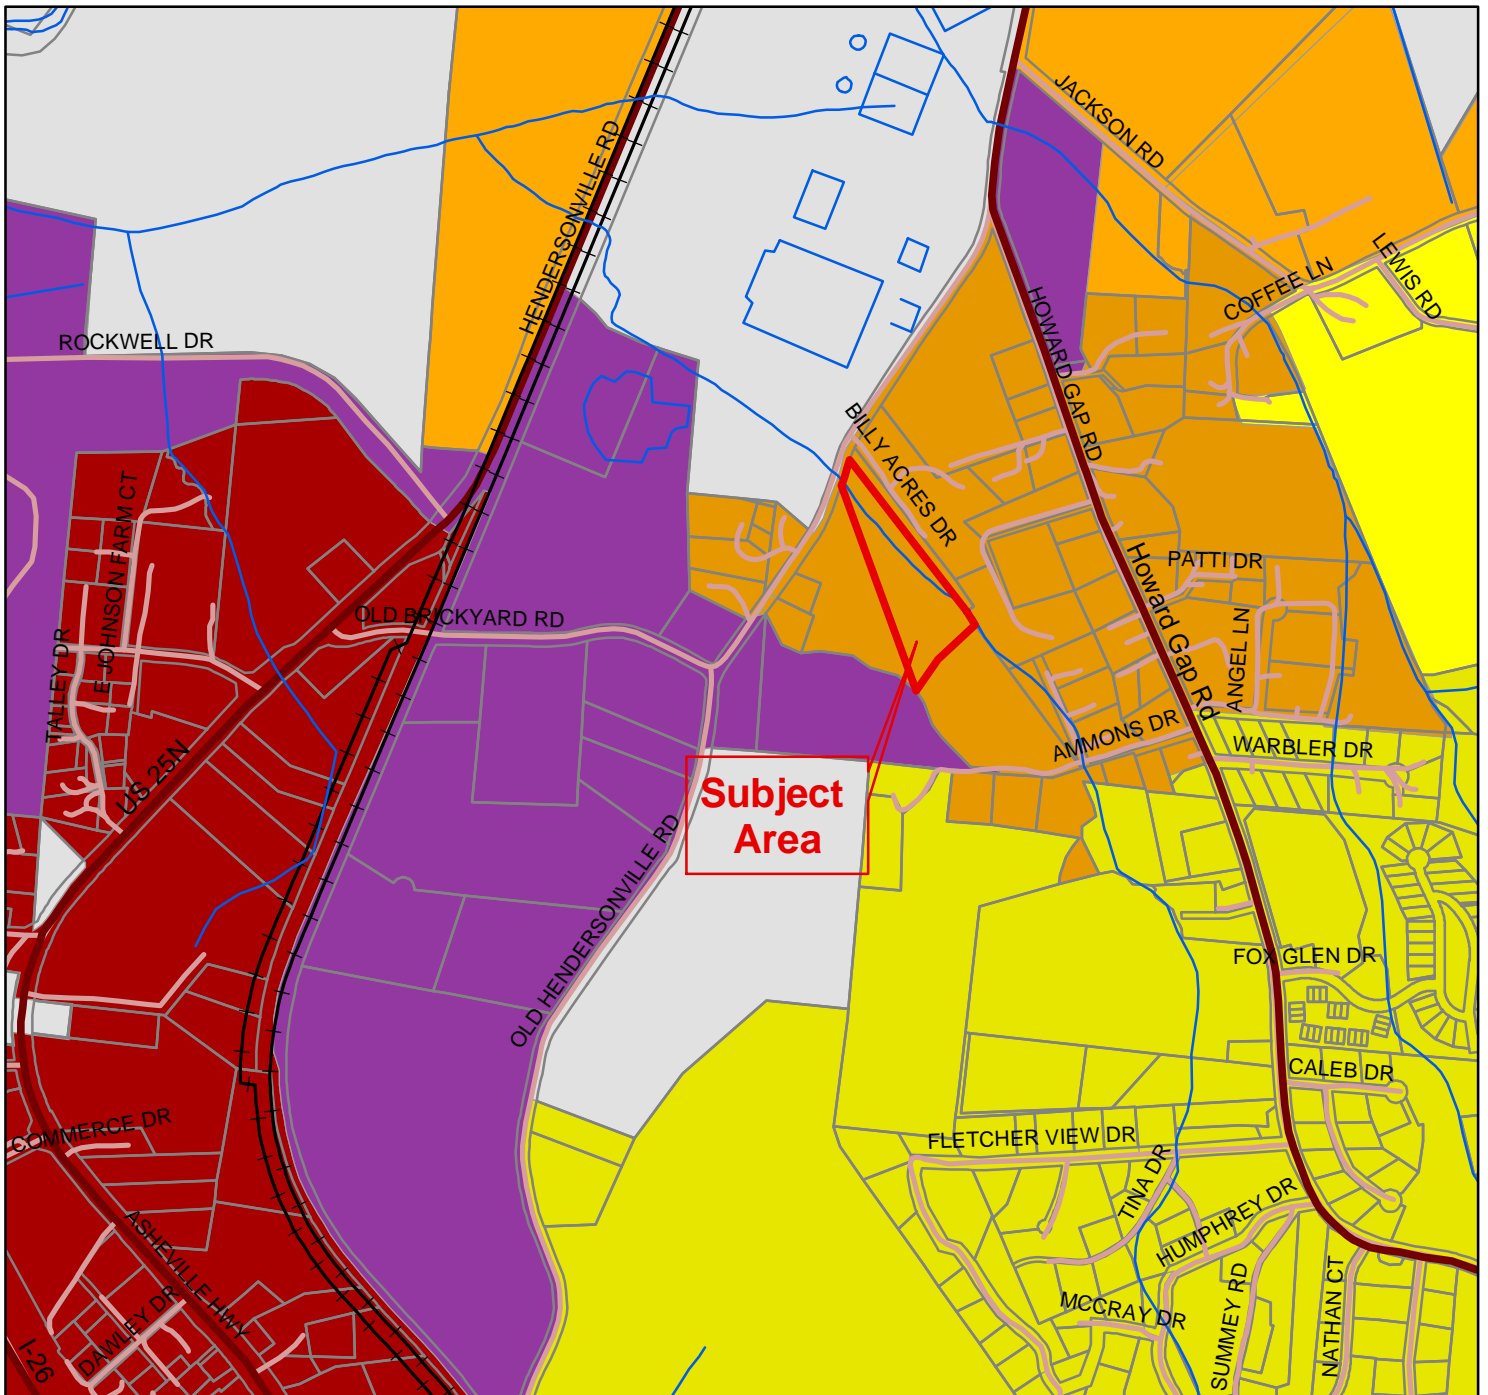 JACKSON RD
HENDERSONVILLE RD
LEWIS RD
COFFEE LN
ROCKWELL DR
HOWARD GAP RD
BILLY ACRES DR
E JOHNSON FARM CT
PATTI DR
Howard Gap Rd
OLD BRICKYARD RD
TALLEY DR
ANGEL LN
AMMONS DR
WARBLER DR
US 25N
Subject
Area
OLD HENDERSONVILLE RD
FOX GLEN DR
CALEB DR
COMMERCE DR
FLETCHER VIEW DR
TINA DR
HUMPHREY DR
ASHEVILLE HWY
DAWLEY DR
MCCRAY DR
SUMMEY RD
NATHAN CT
I-26